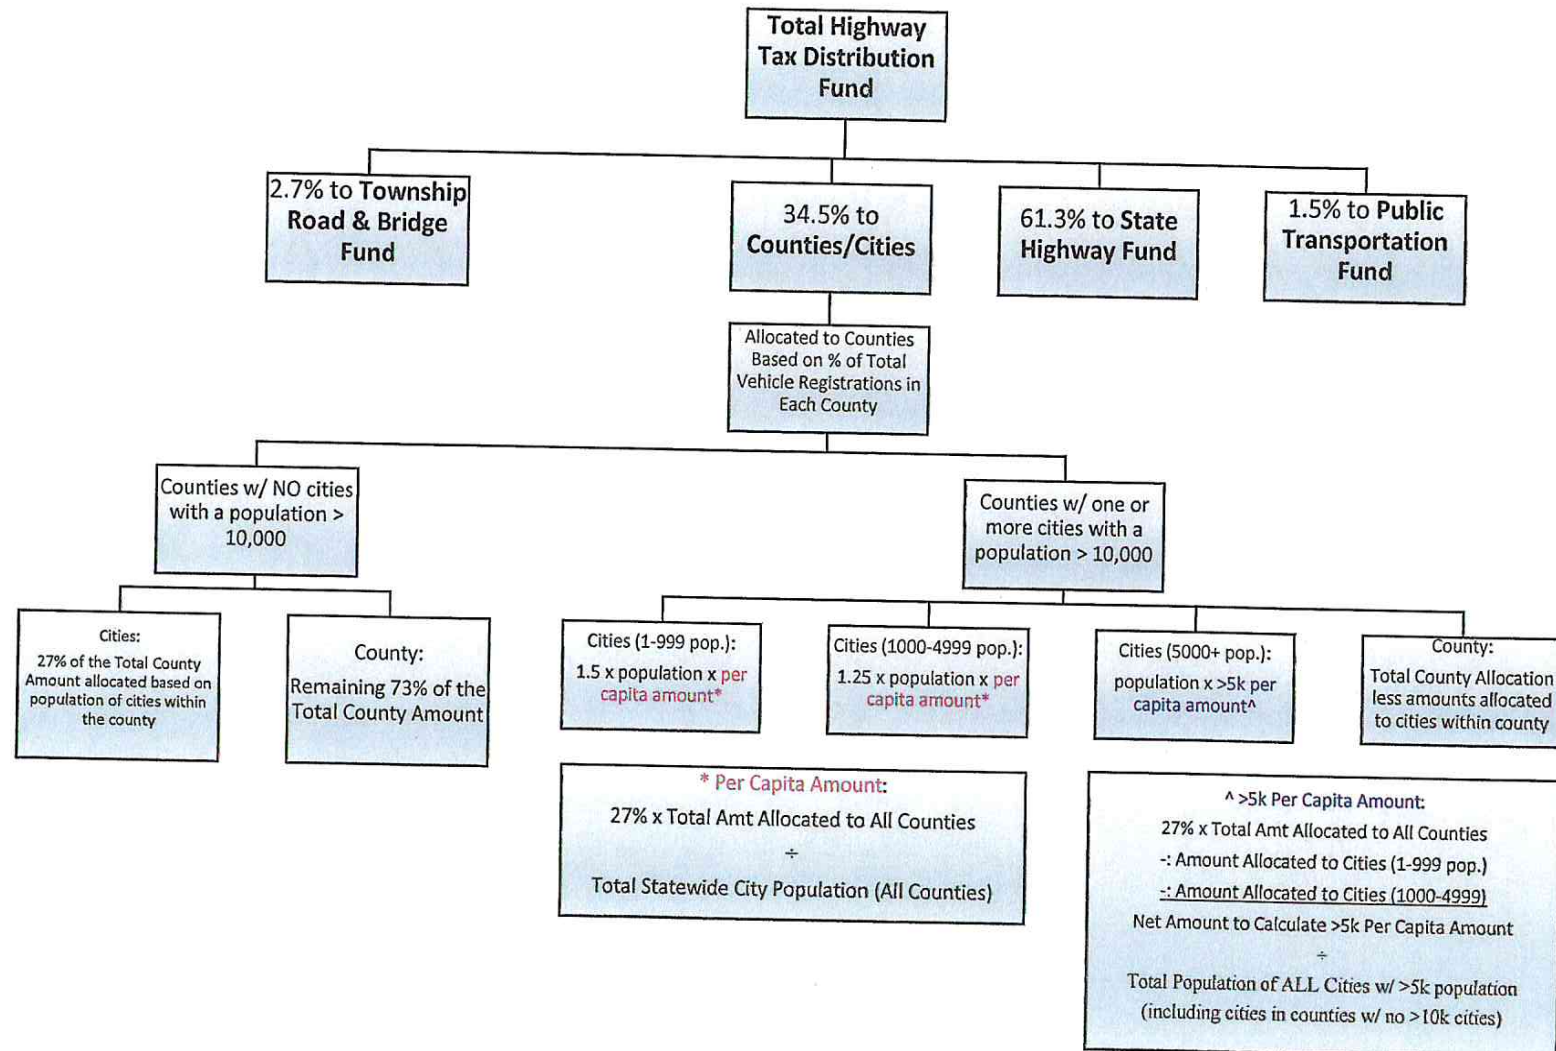 Total Highway
Tax Distribution
Fund
2.7% to Township
Road & Bridge
Fund
34.5% to
Counties/Cities
61.3% to State
Highway Fund
1.5% to Public
Transportation
Fund
Allocated to Counties
Based on % of Total
Vehicle Registrations in
Each County
Counties w/ NO cities
with a population >
10,000
Counties w/ one or
more cities with a
population > 10,000
Cities:
27% of the Total County
Amount allocated based on
population of cities within
the county
County:
Remaining 73% of the
Total County Amount
Cities (1-999 pop.):
1.5 x population x per
capita amount*
Cities (1000-4999 pop.):
1.25 x population x per
capita amount*
Cities (5000+ pop.):
population x >5k per
capita amount^
County:
Total County Allocation
less amounts allocated
to cities within county
* Per Capita Amount:
27% x Total Amt Allocated to All Counties
÷
Total Statewide City Population (All Counties)
^ >5k Per Capita Amount:
27% x Total Amt Allocated to All Counties
-: Amount Allocated to Cities (1-999 pop.)
-: Amount Allocated to Cities (1000-4999)
Net Amount to Calculate >5k Per Capita Amount
÷
Total Population of ALL Cities w/ >5k population
(including cities in counties w/ no >10k cities)